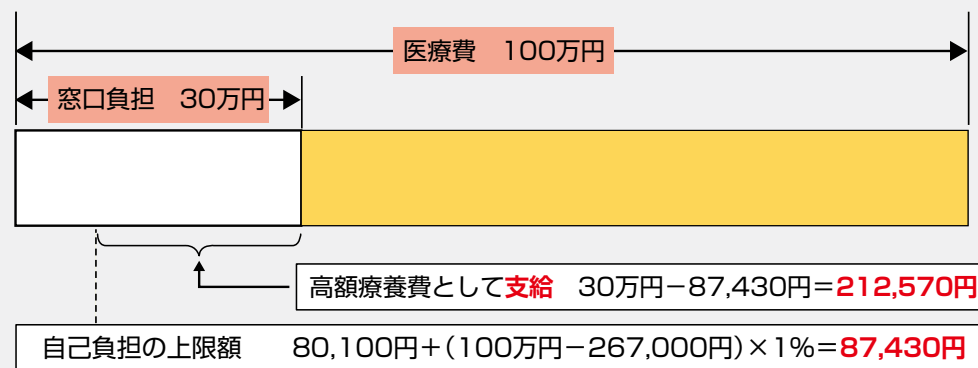 医療費　100万円
窓口負担　30万円
高額療養費として支給　30万円−87,430円＝212,570円
自己負担の上限額　80,100円＋(100万円−267,000円)×1%＝87,430円